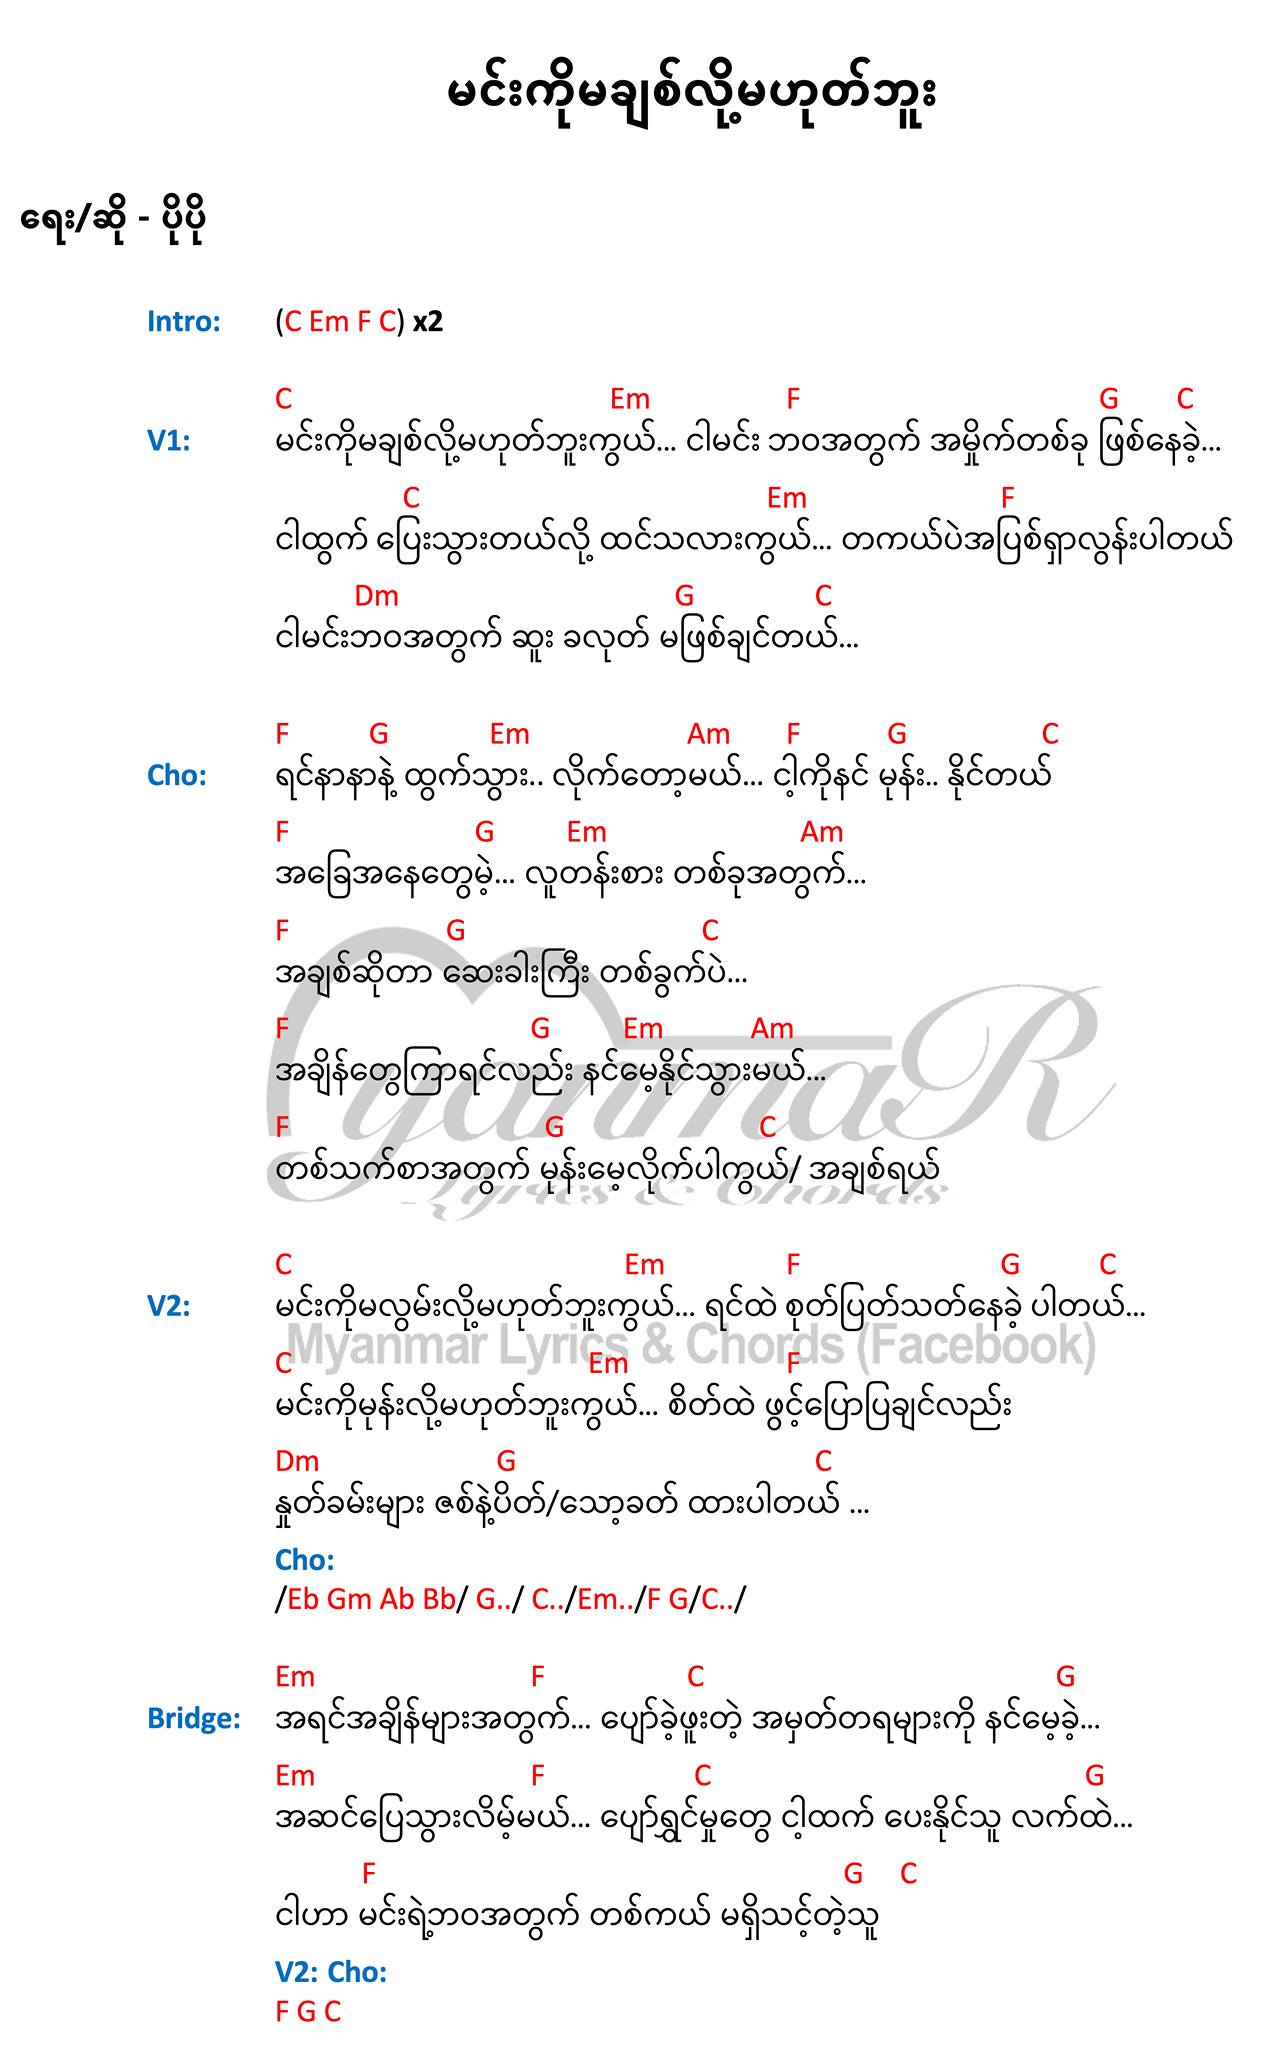 မင်းကိုမချစ်လို့မဟုတ်ဘူး
ရေး/ဆို - ပိုပို
Intro: (C Em F C) x2
C Em F G C
V1: မင်းကိုမချစ်လို့မဟုတ်ဘူးကွယ်... ငါမင်း ဘဝအတွက် အမှိုက်တစ်ခု ဖြစ်နေခဲ့...
C Em F
ငါထွက် ပြေးသွားတယ်လို့ ထင်သလားကွယ်... တကယ်ပဲအပြစ်ရှာလွန်းပါတယ်
Dm G C
ငါမင်းဘဝအတွက် ဆူး ခလုတ် မဖြစ်ချင်တယ်...
F G Em Am F G C
Cho: ရင်နာနာနဲ့ ထွက်သွား.. လိုက်တော့မယ်... ငါ့ကိုနင် မုန်း.. နိုင်တယ်
F G Em Am
အခြေအနေတွေမဲ့... လူတန်းစား တစ်ခုအတွက်...
F G C
အချစ်ဆိုတာ ဆေးခါးကြီး တစ်ခွက်ပဲ...
F G Em Am
အချိန်တွေကြာရင်လည်း နင်မေ့နိုင်သွားမယ်...
F G C
တစ်သက်စာအတွက် မုန်းမေ့လိုက်ပါကွယ်/ အချစ်ရယ်
MyanmaR
Lyrics & Chords
C Em F G C
V2: မင်းကိုမလွမ်းလို့မဟုတ်ဘူးကွယ်... ရင်ထဲ စုတ်ပြတ်သတ်နေခဲ့ ပါတယ်...
Myanmar Lyrics & Chords (Facebook)
C Em F
မင်းကိုမုန်းလို့မဟုတ်ဘူးကွယ်... စိတ်ထဲ ဖွင့်ပြောပြချင်လည်း
Dm G C
နှုတ်ခမ်းများ ဇစ်နဲ့ပိတ်/သော့ခတ် ထားပါတယ် ...
Cho:
/Eb Gm Ab Bb/ G../ C../Em../F G/C../
Em F C G
Bridge: အရင်အချိန်များအတွက်... ပျော်ခဲ့ဖူးတဲ့ အမှတ်တရများကို နင်မေ့ခဲ့...
Em F C G
အဆင်ပြေသွားလိမ့်မယ်... ပျော်ရွှင်မှုတွေ ငါ့ထက် ပေးနိုင်သူ လက်ထဲ...
F G C
ငါဟာ မင်းရဲ့ဘဝအတွက် တစ်ကယ် မရှိသင့်တဲ့သူ
V2: Cho:
F G C